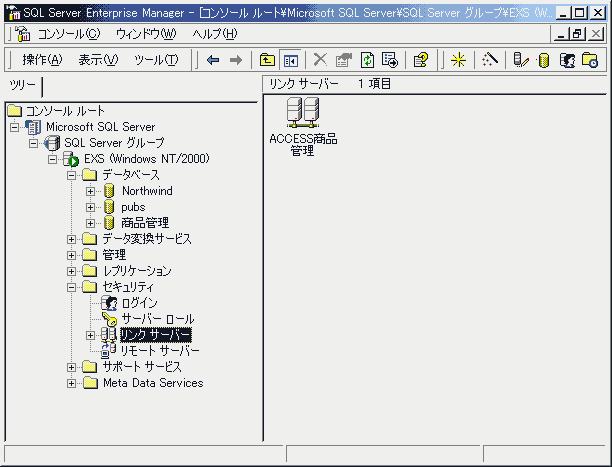 SQL Server Enterprise Manager - [コンソール ルート¥Microsoft SQL Server¥SQL Server グループ¥EXS (W...
コンソール(C) ウィンドウ(W) ヘルプ(H)
操作(A) 表示(V) ツール(T)
ツリー
リンク サーバー 1 項目
コンソール ルート
Microsoft SQL Server
SQL Server グループ
EXS (Windows NT/2000)
データベース
Northwind
pubs
商品管理
データ変換サービス
管理
レプリケーション
セキュリティ
ログイン
サーバー ロール
リンク サーバー
リモート サーバー
サポート サービス
Meta Data Services
ACCESS商品
管理